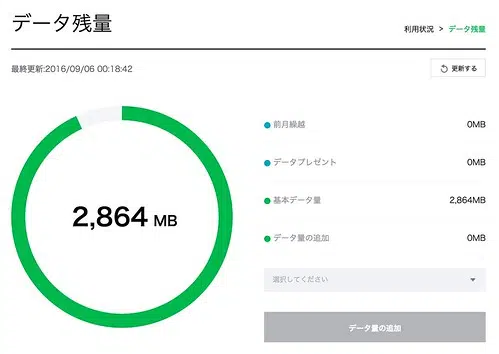 データ残量
利用状況 > データ残量
最終更新:2016/09/06 00:18:42
更新する
2,864 MB
前月繰越 0MB
データプレゼント 0MB
基本データ量 2,864MB
データ量の追加 0MB
選択してください
データ量の追加